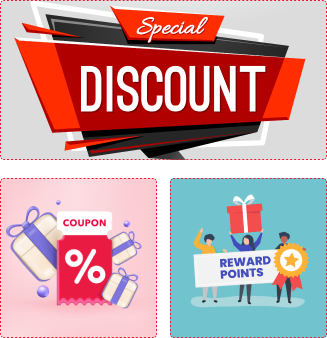 Special
DISCOUNT
COUPON
%
REWARD
POINTS